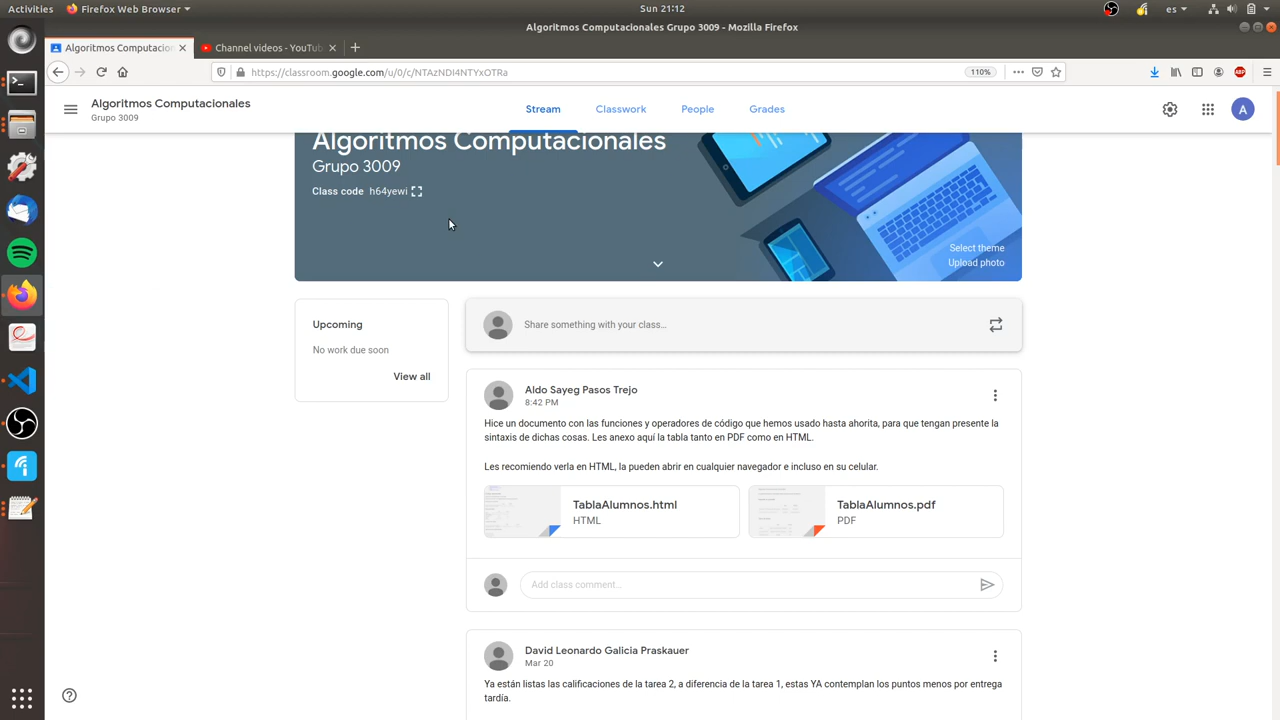 Activities
Firefox Web Browser
Sun 21:12
es
Algoritmos Computacionales Grupo 3009 - Mozilla Firefox
Algoritmos Computacion
Channel videos - YouTub
https://classroom.google.com/u/0/c/NTAzNDI4NTYxOTRa
110%
ABP
Algoritmos Computacionales
Grupo 3009
Stream
Classwork
People
Grades
A
Algoritmos Computacionales
Grupo 3009
Class code h64yewi
Select theme
Upload photo
Upcoming
No work due soon
View all
Share something with your class…
Aldo Sayeg Pasos Trejo
8:42 PM
Hice un documento con las funciones y operadores de código que hemos usado hasta ahorita, para que tengan presente la
sintaxis de dichas cosas. Les anexo aquí la tabla tanto en PDF como en HTML.
Les recomiendo verla en HTML, la pueden abrir en cualquier navegador e incluso en su celular.
TablaAlumnos.html
HTML
TablaAlumnos.pdf
PDF
Add class comment…
David Leonardo Galicia Praskauer
Mar 20
Ya están listas las calificaciones de la tarea 2, a diferencia de la tarea 1, estas YA contemplan los puntos menos por entrega
tardía.